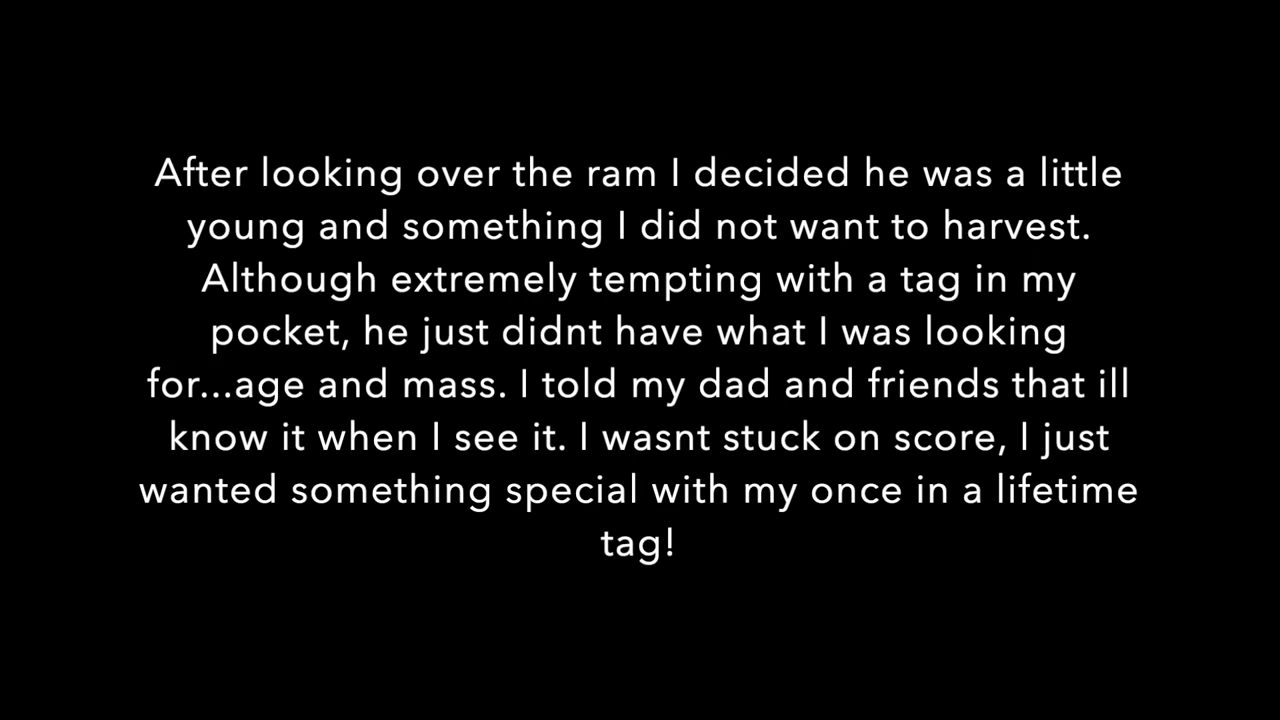 After looking over the ram I decided he was a little
young and something I did not want to harvest.
Although extremely tempting with a tag in my
pocket, he just didnt have what I was looking
for...age and mass. I told my dad and friends that ill
know it when I see it. I wasnt stuck on score, I just
wanted something special with my once in a lifetime
tag!